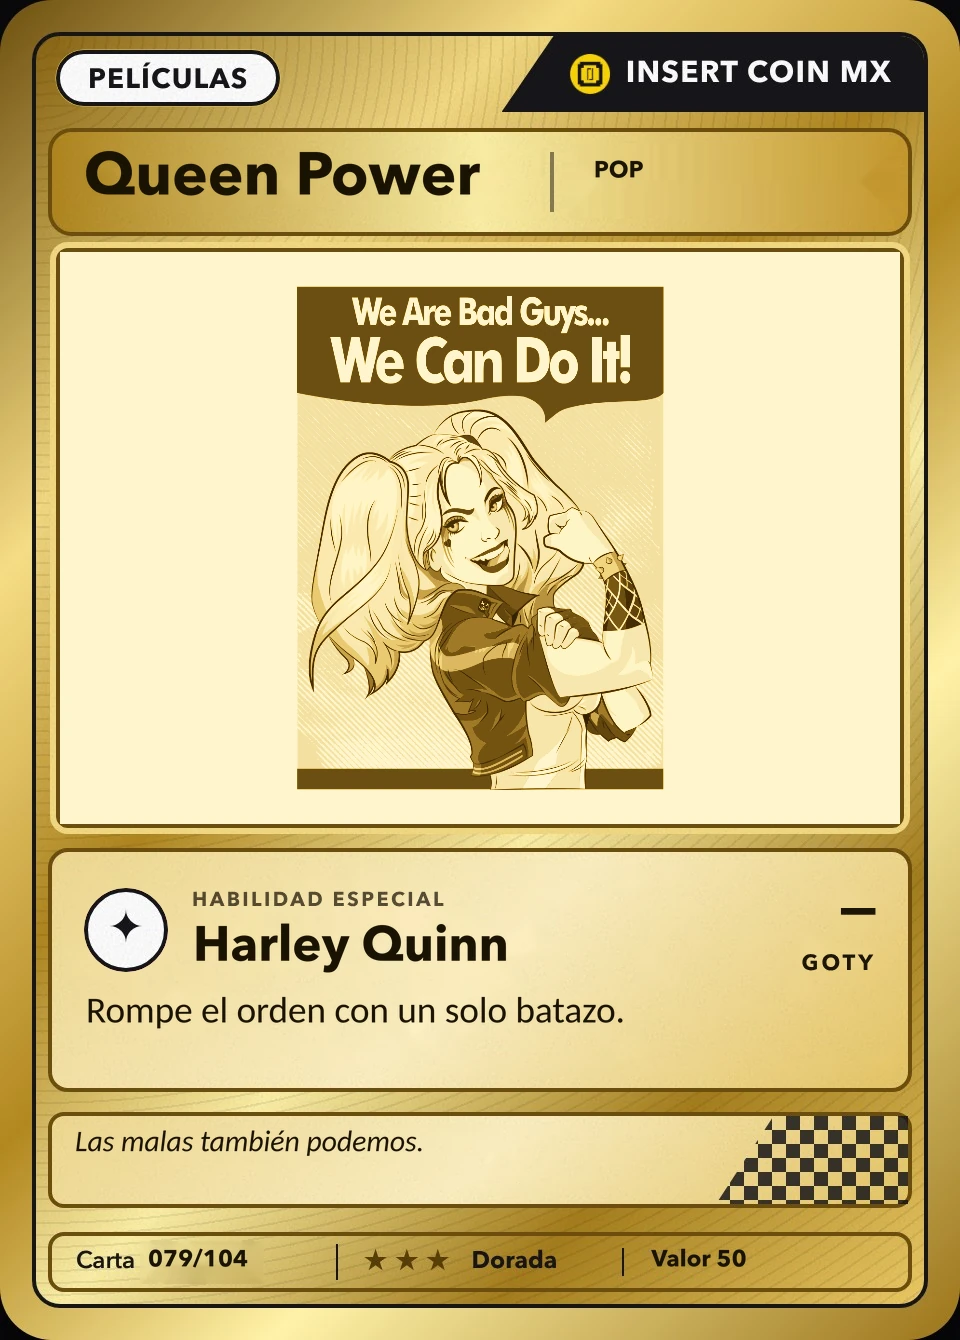 PELÍCULAS
INSERT COIN MX
Queen Power
POP
We Are Bad Guys...
We Can Do It!
HABILIDAD ESPECIAL
Harley Quinn
—
GOTY
Rompe el orden con un solo batazo.
Las malas también podemos.
Carta 079/104
★★★ Dorada
Valor 50